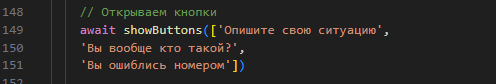 148 // Открываем кнопки
149 await showButtons(['Опишите свою ситуацию',
150 'Вы вообще кто такой?',
151 'Вы ошиблись номером'])